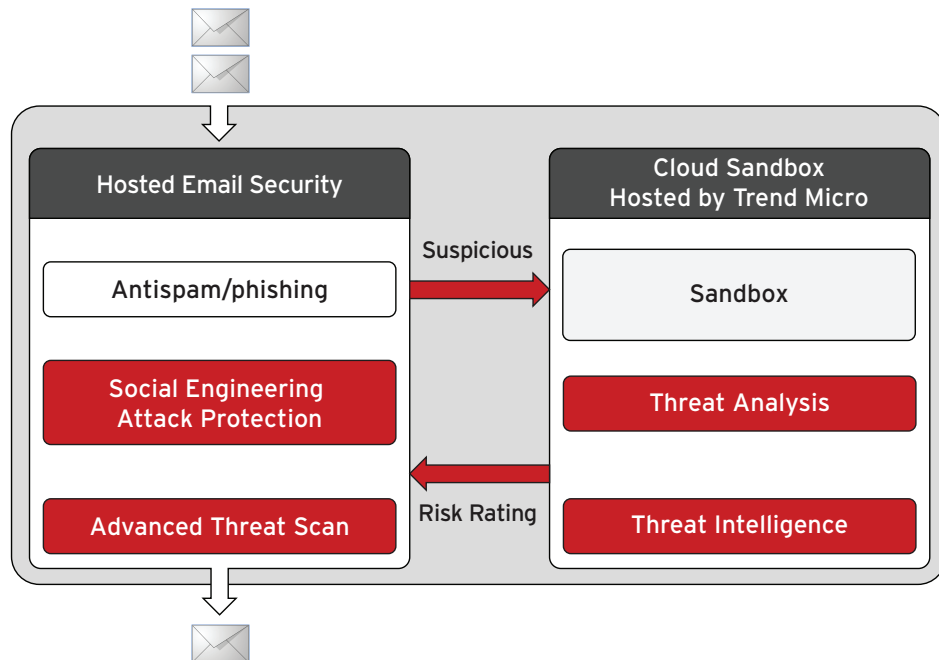 Hosted Email Security
Antispam/phishing
Social Engineering
Attack Protection
Advanced Threat Scan
Suspicious
Risk Rating
Cloud Sandbox
Hosted by Trend Micro
Sandbox
Threat Analysis
Threat Intelligence